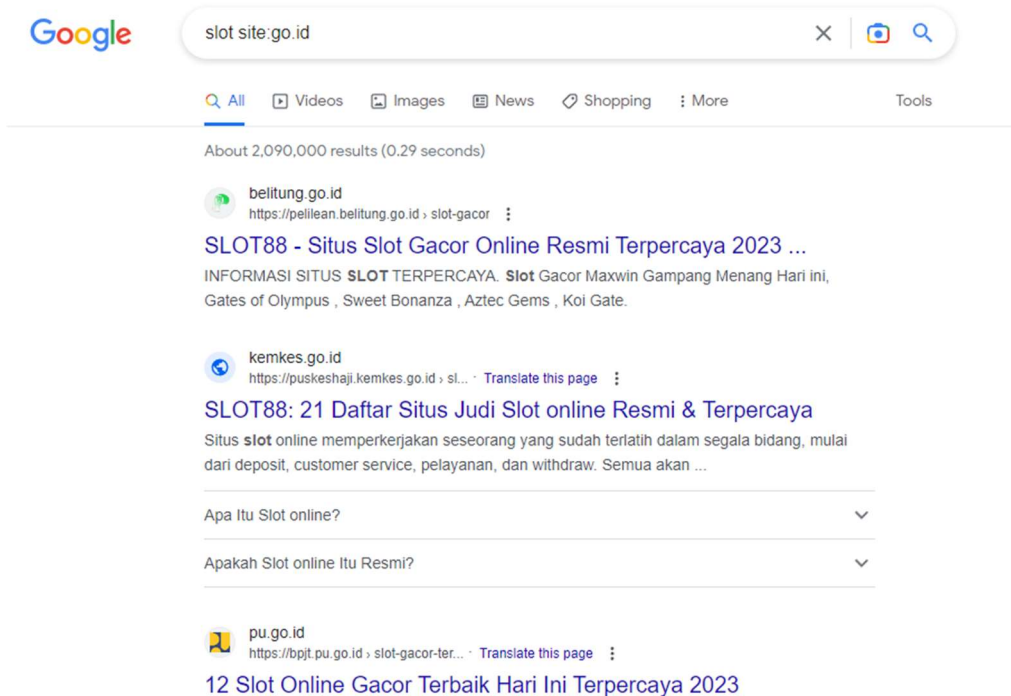 Google
slot site:go.id
All Videos Images News Shopping More Tools
About 2,090,000 results (0.29 seconds)
belitung.go.id
https://pelilean.belitung.go.id › slot-gacor
SLOT88 - Situs Slot Gacor Online Resmi Terpercaya 2023 ...
INFORMASI SITUS SLOT TERPERCAYA. Slot Gacor Maxwin Gampang Menang Hari ini,
Gates of Olympus , Sweet Bonanza , Aztec Gems , Koi Gate.
kemkes.go.id
https://puskeshaji.kemkes.go.id › sl... · Translate this page
SLOT88: 21 Daftar Situs Judi Slot online Resmi & Terpercaya
Situs slot online memperkerjakan seseorang yang sudah terlatih dalam segala bidang, mulai
dari deposit, customer service, pelayanan, dan withdraw. Semua akan ...
Apa Itu Slot online?
Apakah Slot online Itu Resmi?
pu.go.id
https://bpjt.pu.go.id › slot-gacor-ter... · Translate this page
12 Slot Online Gacor Terbaik Hari Ini Terpercaya 2023